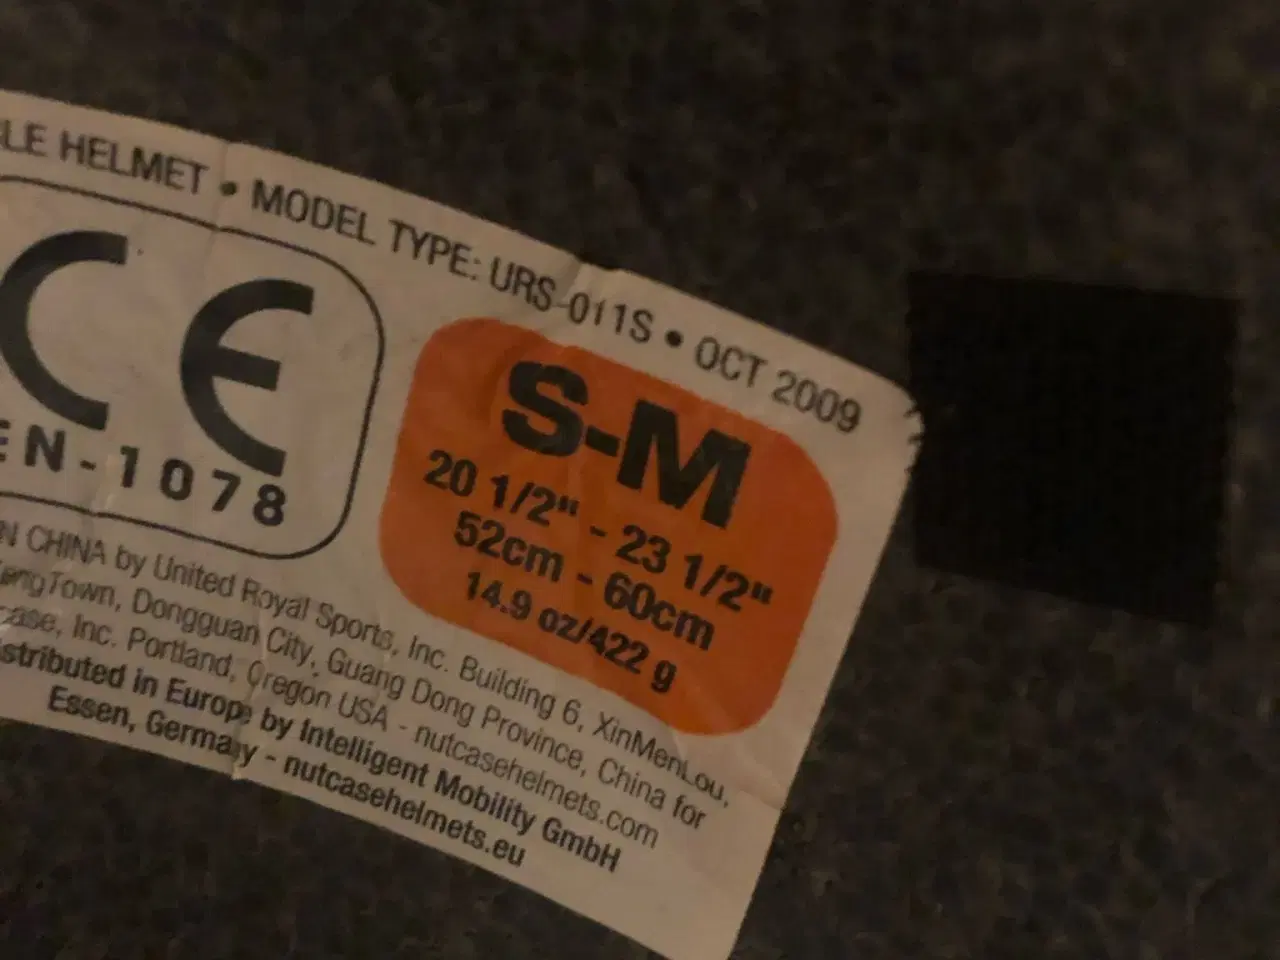 LE HELMET • MODEL TYPE: URS-011S • OCT 2009
CE
EN-1078
S-M
20 1/2" - 23 1/2"
52cm - 60cm
14.9 oz/422 g
N CHINA by United Royal Sports, Inc. Building 6, XinMenLou,
Town, Dongguan City, Guang Dong Province, China for
case, Inc. Portland, Oregon USA - nutcasehelmets.com
stributed in Europe by Intelligent Mobility GmbH
Essen, Germany - nutcasehelmets.eu